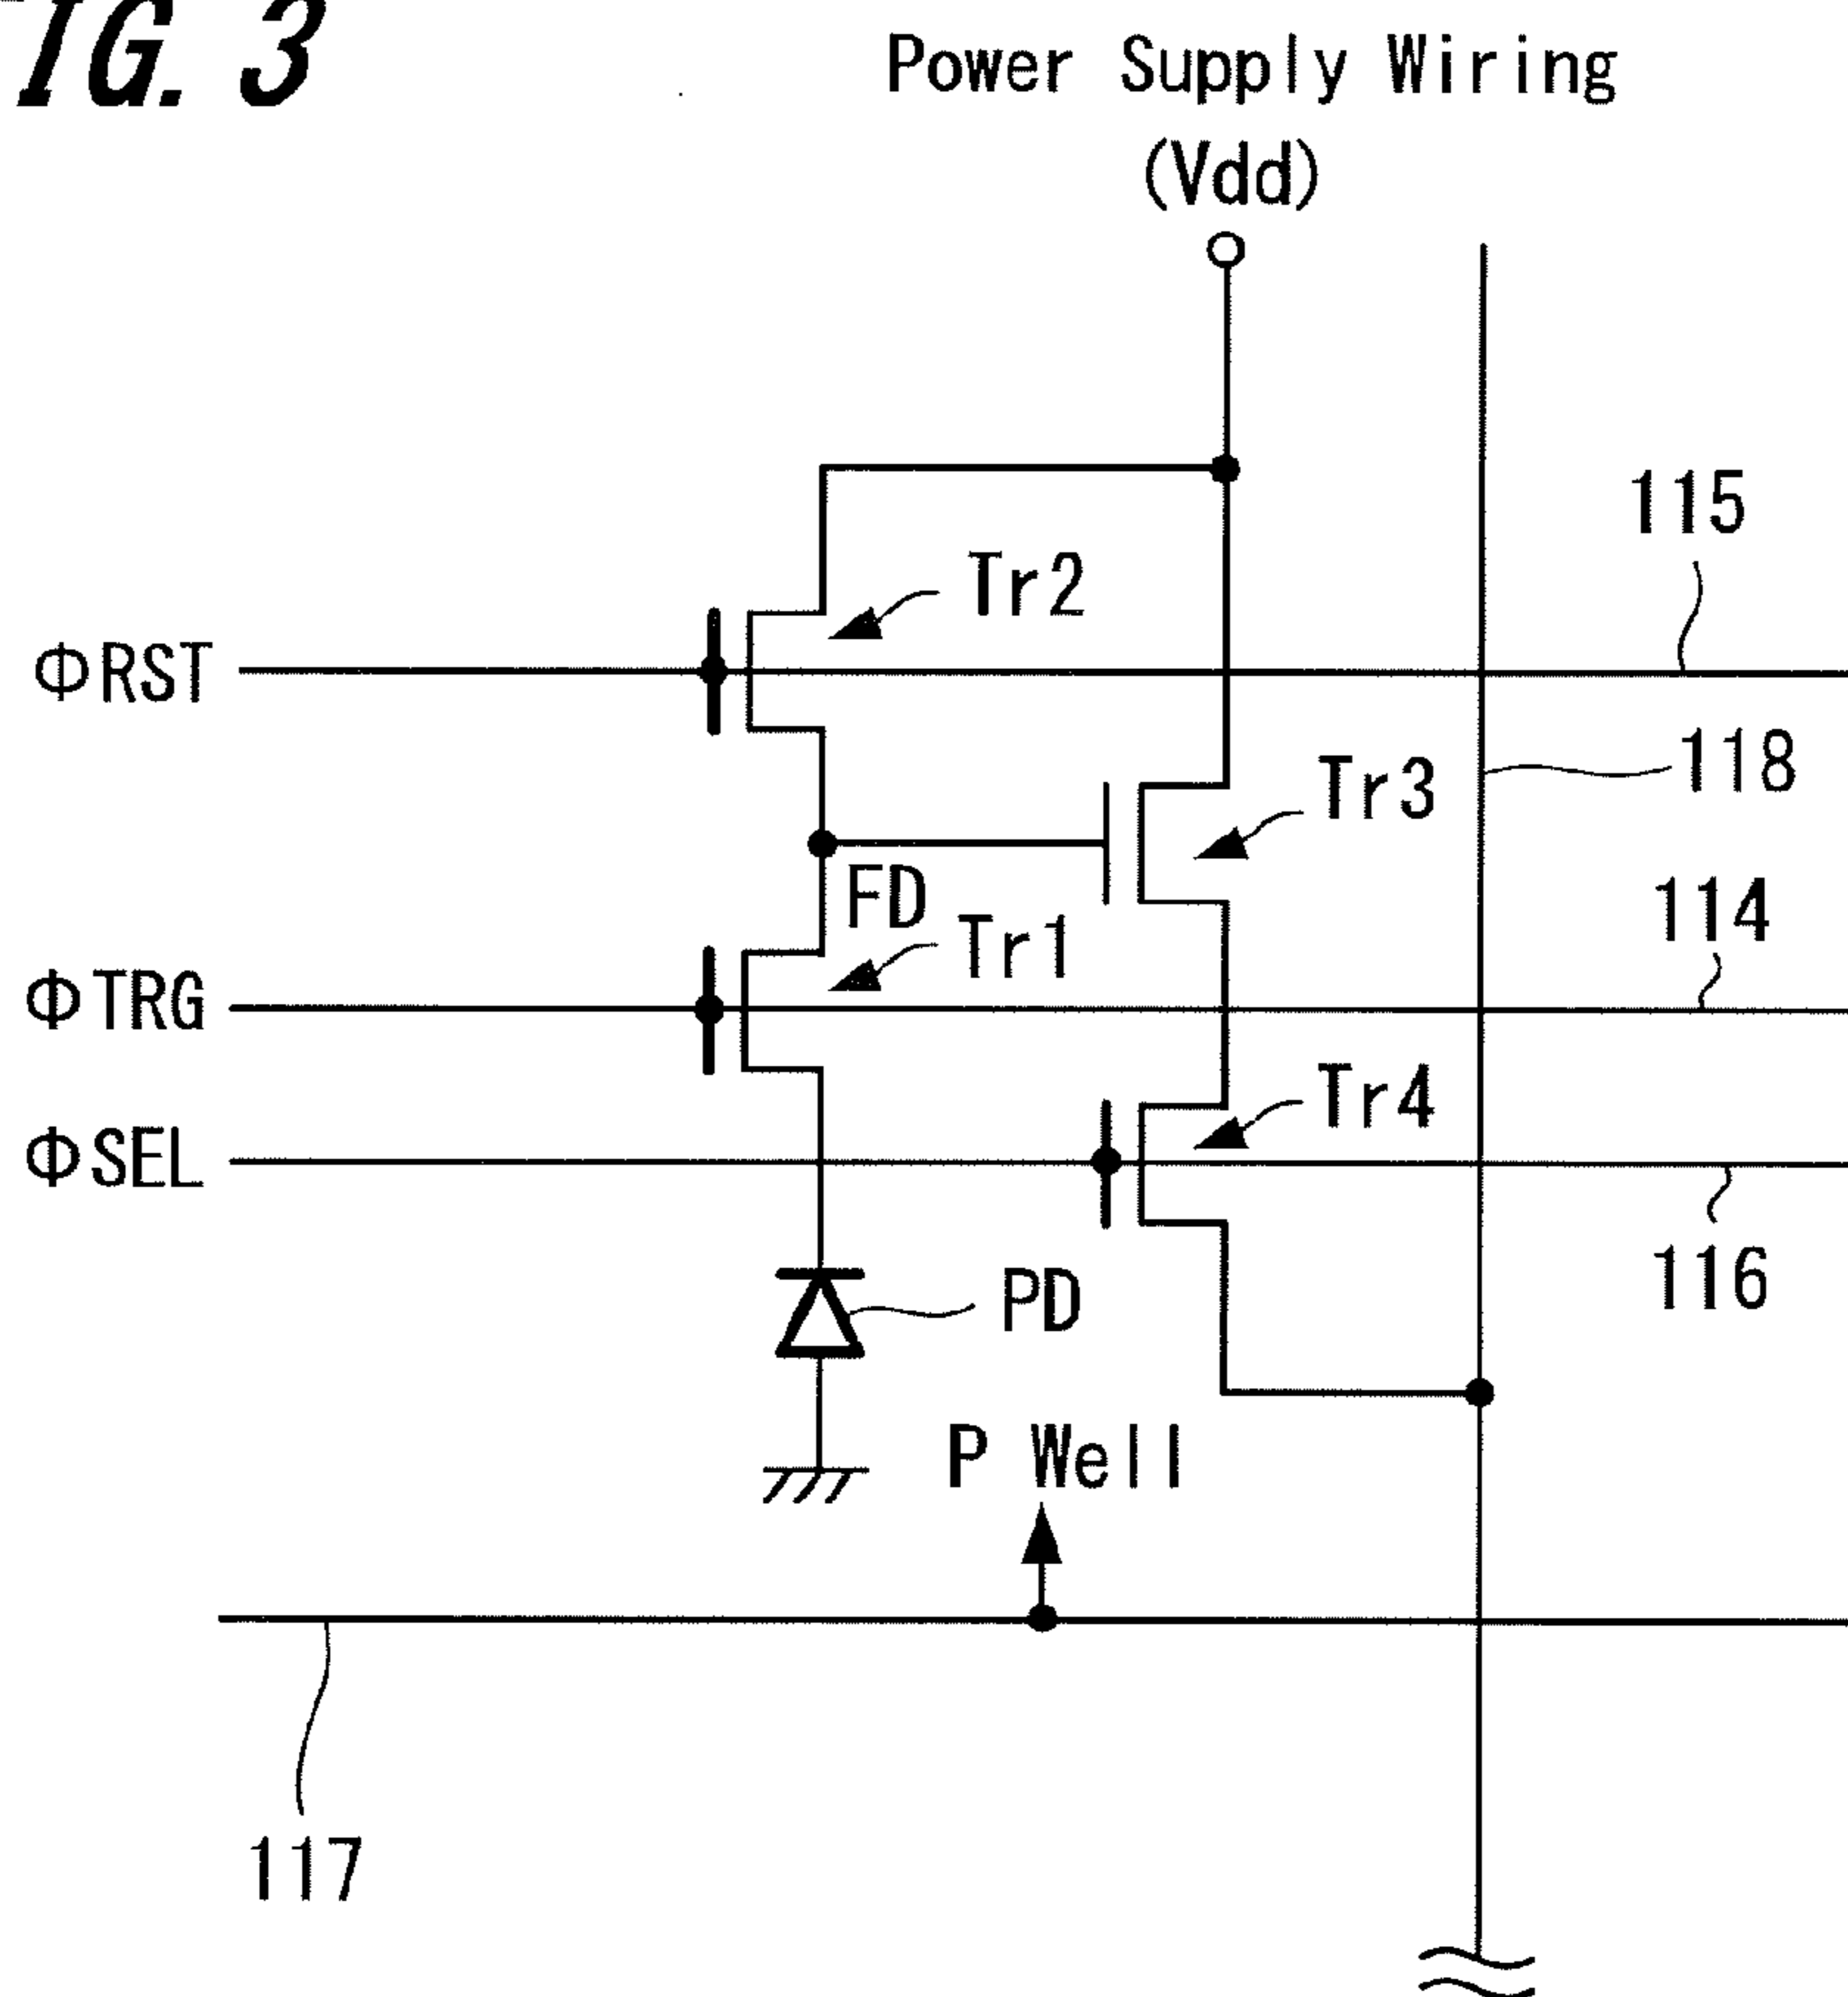 FIG. 3
Power Supply Wiring
(Vdd)
115
Tr2
ΦRST
118
Tr3
FD
114
Tr1
ΦTRG
Tr4
ΦSEL
116
PD
P Well
117